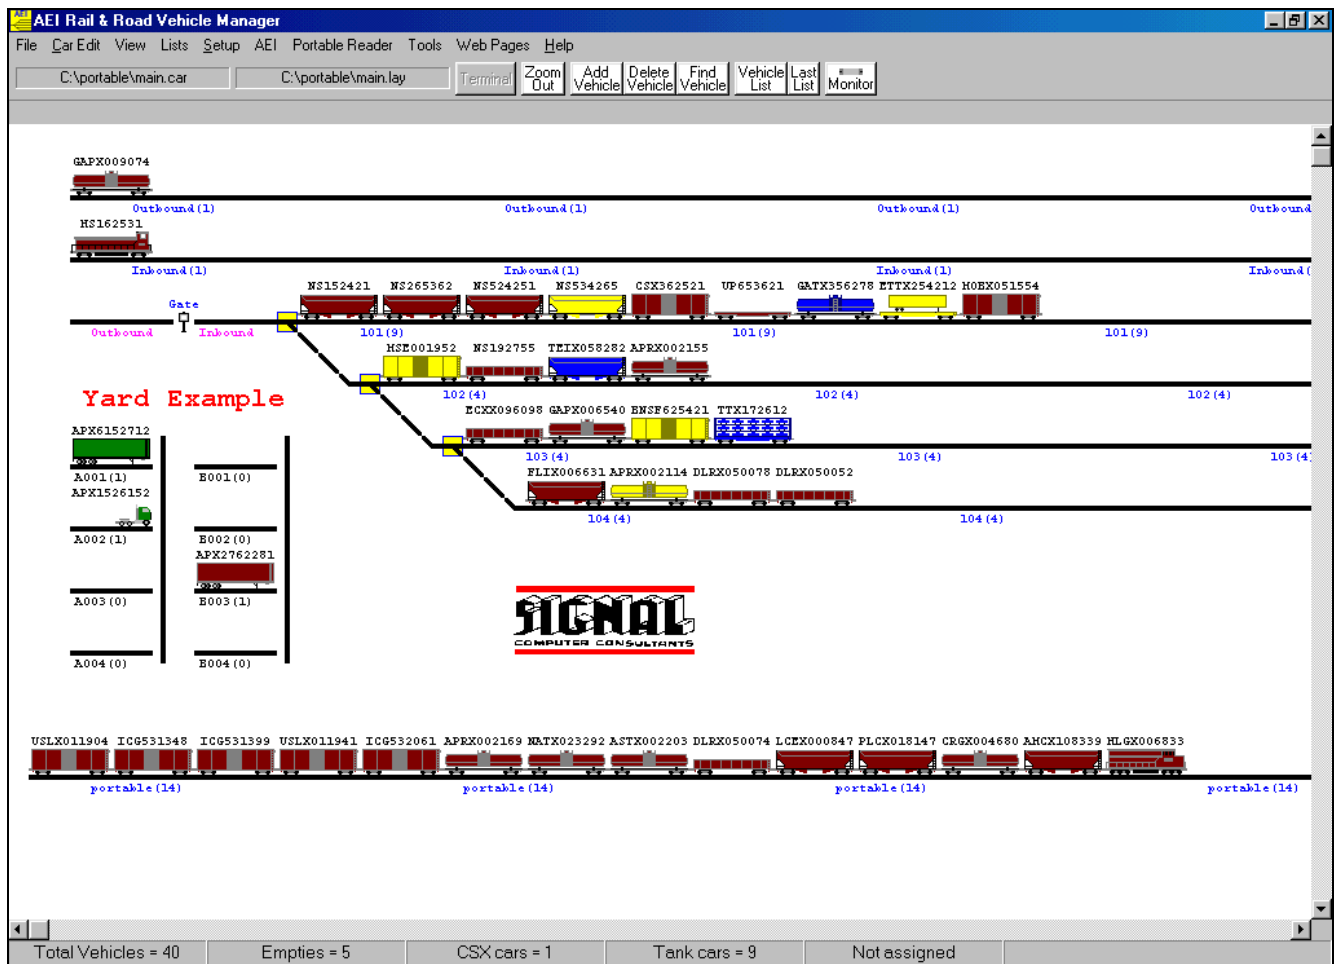 AEI Rail & Road Vehicle Manager
File Car Edit View Lists Setup AEI Portable Reader Tools Web Pages Help
C:\portable\main.car C:\portable\main.lay Terminal Zoom Out Add Vehicle Delete Vehicle Find Vehicle Vehicle List Last List Monitor
GAPX009074
Outbound(1) Outbound(1) Outbound(1) Outbound
HS162531
Inbound(1) Inbound(1) Inbound(1) Inbound(
NS152421 NS265362 NS524251 NS534265 CSX362521 UP653621 GATX356278 ETTX254212 HOBX051554
Gate
Outbound Inbound 101(9) 101(9) 101(9)
HSE001952 NS192755 TEIX058282 APRX002155
102(4) 102(4) 102(4)
Yard Example
ECXX096098 GAPX006540 BNSF625421 TTX172612
103(4) 103(4) 103(4)
APX6152712
A001(1) B001(0)
FLIX006631 APRX002114 DLRX050078 DLRX050052
104(4) 104(4)
APX1526152
A002(1) B002(0)
APX2762281
A003(0) B003(1)
SIGNAL
COMPUTER CONSULTANTS
A004(0) B004(0)
USLX011904 ICG531348 ICG531399 USLX011941 ICG532061 APRX002169 NATX023292 ASTX002203 DLRX050074 LCEX000847 PLCX018147 CRGX004680 AHCX108339 HLGX006833
portable(14) portable(14) portable(14) portable(14)
Total Vehicles = 40 Empties = 5 CSX cars = 1 Tank cars = 9 Not assigned